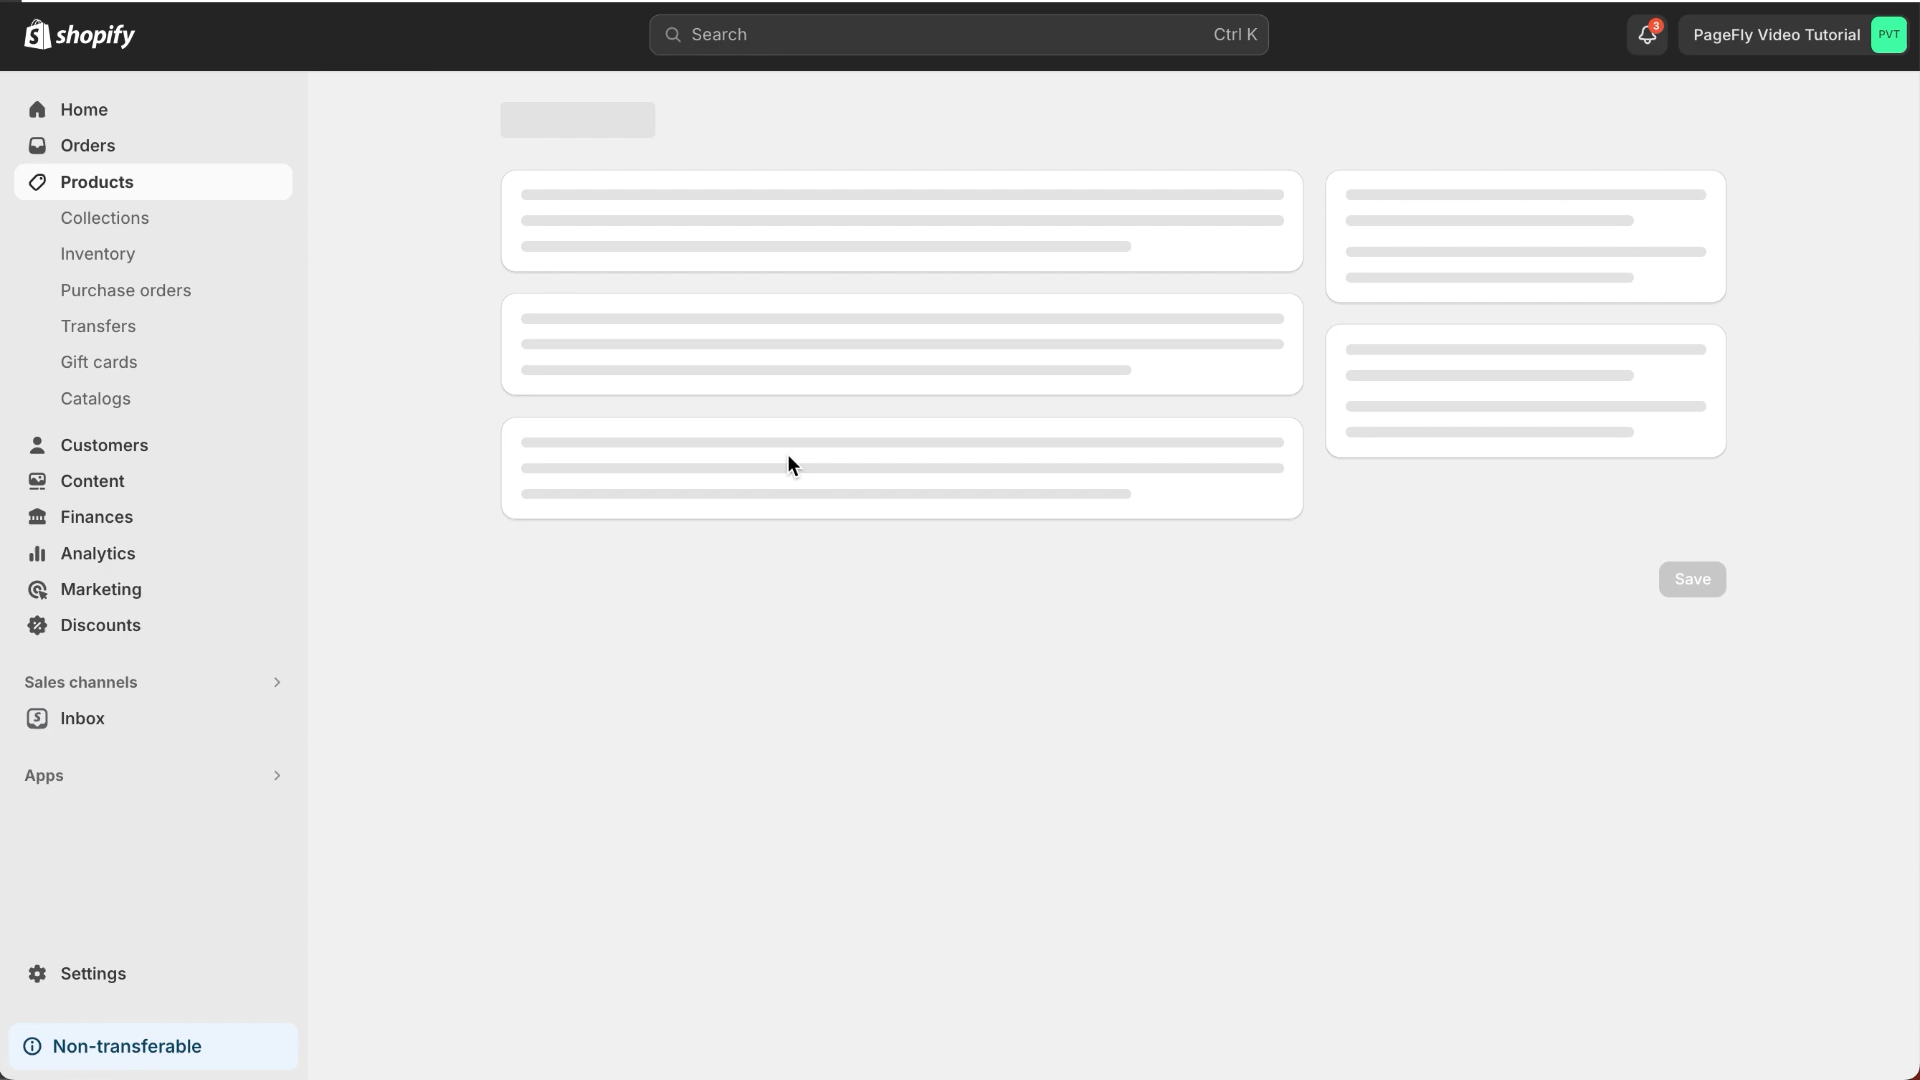 shopify
Search Ctrl K
3
PageFly Video Tutorial PVT
Home
Orders
Products
Collections
Inventory
Purchase orders
Transfers
Gift cards
Catalogs
Customers
Content
Finances
Analytics
Marketing
Discounts
Sales channels
Inbox
Apps
Settings
Non-transferable
Save